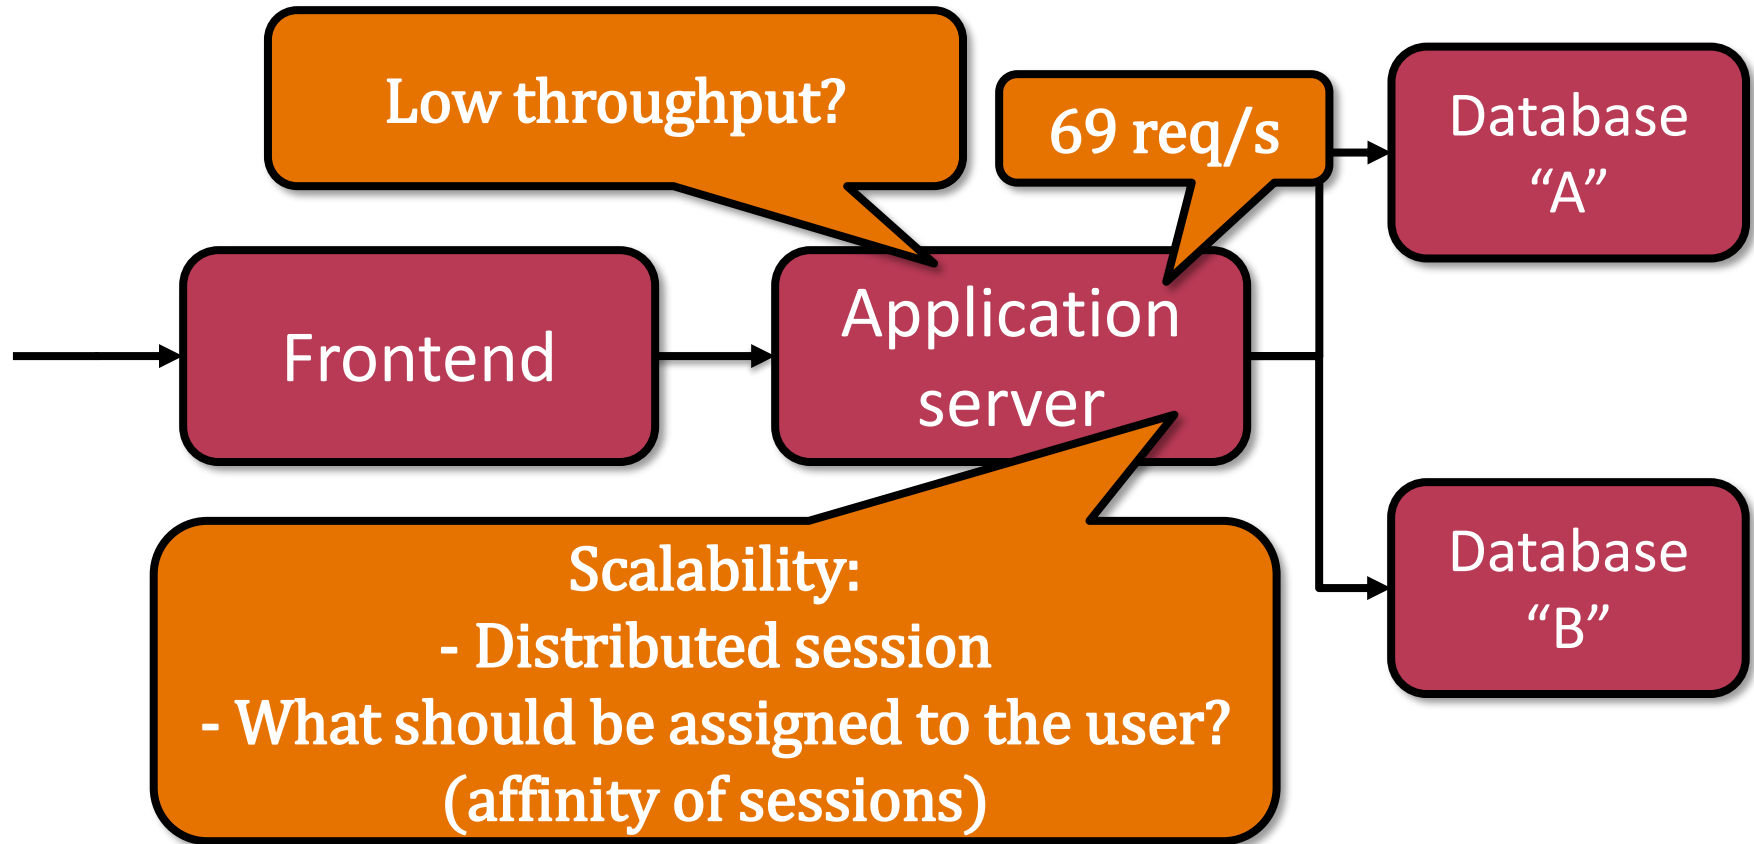 Low throughput?
69 req/s
Database
“A”
Frontend
Application
server
Database
“B”
Scalability:
- Distributed session
- What should be assigned to the user?
(affinity of sessions)